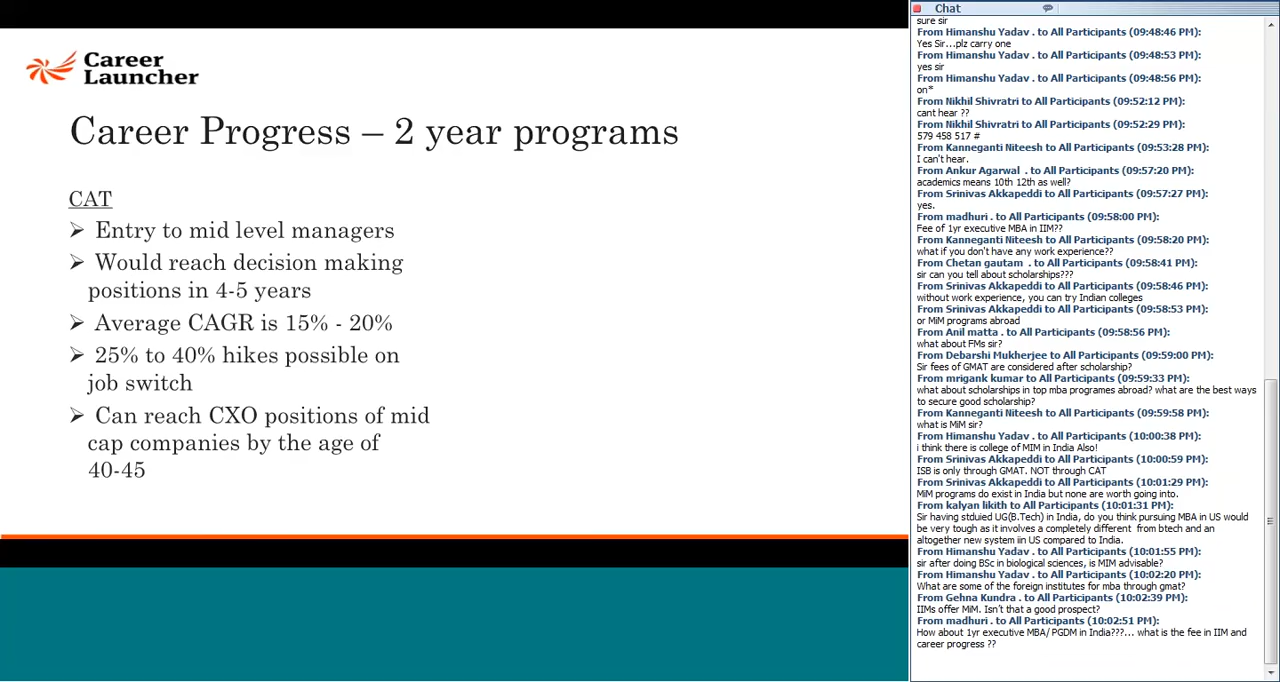 Career
Launcher
Career Progress – 2 year programs
CAT
➢ Entry to mid level managers
➢ Would reach decision making
positions in 4-5 years
➢ Average CAGR is 15% - 20%
➢ 25% to 40% hikes possible on
job switch
➢ Can reach CXO positions of mid
cap companies by the age of
40-45
Chat
sure sir
From Himanshu Yadav . to All Participants (09:48:46 PM):
Yes Sir...plz carry one
From Himanshu Yadav . to All Participants (09:48:53 PM):
yes sir
From Himanshu Yadav . to All Participants (09:48:56 PM):
on*
From Nikhil Shivratri to All Participants (09:52:12 PM):
cant hear ??
From Nikhil Shivratri to All Participants (09:52:29 PM):
579 458 517 #
From Kanneganti Niteesh to All Participants (09:53:28 PM):
I can't hear.
From Ankur Agarwal . to All Participants (09:57:20 PM):
academics means 10th 12th as well?
From Srinivas Akkapeddi to All Participants (09:57:27 PM):
yes.
From madhuri . to All Participants (09:58:00 PM):
Fee of 1yr executive MBA in IIM??
From Kanneganti Niteesh to All Participants (09:58:20 PM):
what if you don't have any work experience??
From Chetan gautam . to All Participants (09:58:41 PM):
sir can you tell about scholarships???
From Srinivas Akkapeddi to All Participants (09:58:46 PM):
without work experience, you can try Indian colleges
From Srinivas Akkapeddi to All Participants (09:58:53 PM):
or MiM programs abroad
From Anil matta . to All Participants (09:58:56 PM):
what about FMs sir?
From Debarshi Mukherjee to All Participants (09:59:00 PM):
Sir fees of GMAT are considered after scholarship?
From mrigank kumar to All Participants (09:59:33 PM):
what about scholarships in top mba programes abroad? what are the best ways
to secure good scholarship?
From Kanneganti Niteesh to All Participants (09:59:58 PM):
what is MiM sir?
From Himanshu Yadav . to All Participants (10:00:38 PM):
i think there is college of MIM in India Also!
From Srinivas Akkapeddi to All Participants (10:00:59 PM):
ISB is only through GMAT. NOT through CAT
From Srinivas Akkapeddi to All Participants (10:01:29 PM):
MiM programs do exist in India but none are worth going into.
From kalyan likith to All Participants (10:01:31 PM):
Sir having stduied UG(B.Tech) in India, do you think pursuing MBA in US would
be very tough as it involves a completely different from btech and an
altogether new system iin US compared to India.
From Himanshu Yadav . to All Participants (10:01:55 PM):
sir after doing BSc in biological sciences, is MIM advisable?
From Himanshu Yadav . to All Participants (10:02:20 PM):
What are some of the foreign institutes for mba through gmat?
From Gehna Kundra . to All Participants (10:02:39 PM):
IIMs offer MiM. Isn't that a good prospect?
From madhuri . to All Participants (10:02:51 PM):
How about 1yr executive MBA/ PGDM in India???... what is the fee in IIM and
career progress ??